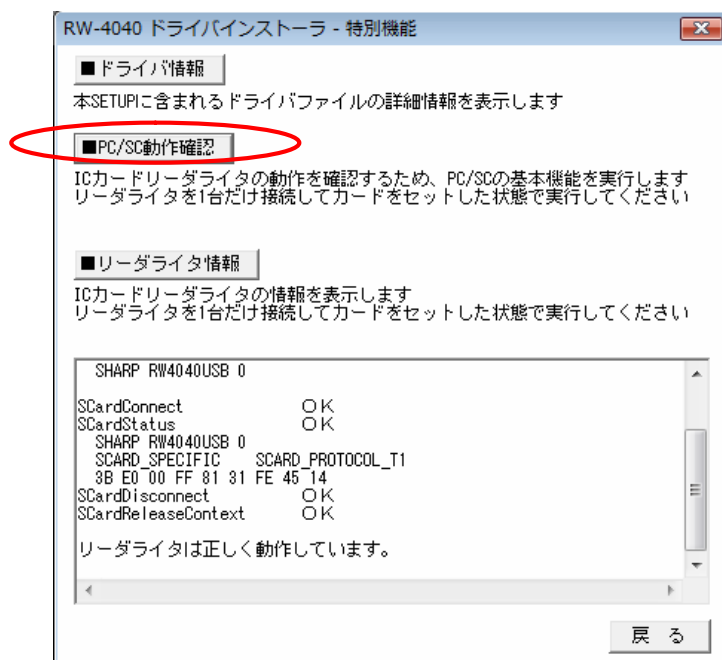 RW-4040 ドライバインストーラ - 特別機能
■ドライバ情報
本SETUPに含まれるドライバファイルの詳細情報を表示します
■PC/SC動作確認
ICカードリーダライタの動作を確認するため、PC/SCの基本機能を実行します
リーダライタを1台だけ接続してカードをセットした状態で実行してください
■リーダライタ情報
ICカードリーダライタの情報を表示します
リーダライタを1台だけ接続してカードをセットした状態で実行してください
SHARP RW4040USB 0
SCardConnect ＯＫ
SCardStatus ＯＫ
SHARP RW4040USB 0
SCARD_SPECIFIC SCARD_PROTOCOL_T1
3B E0 00 FF 81 31 FE 45 14
SCardDisconnect ＯＫ
SCardReleaseContext ＯＫ
リーダライタは正しく動作しています。
戻 る